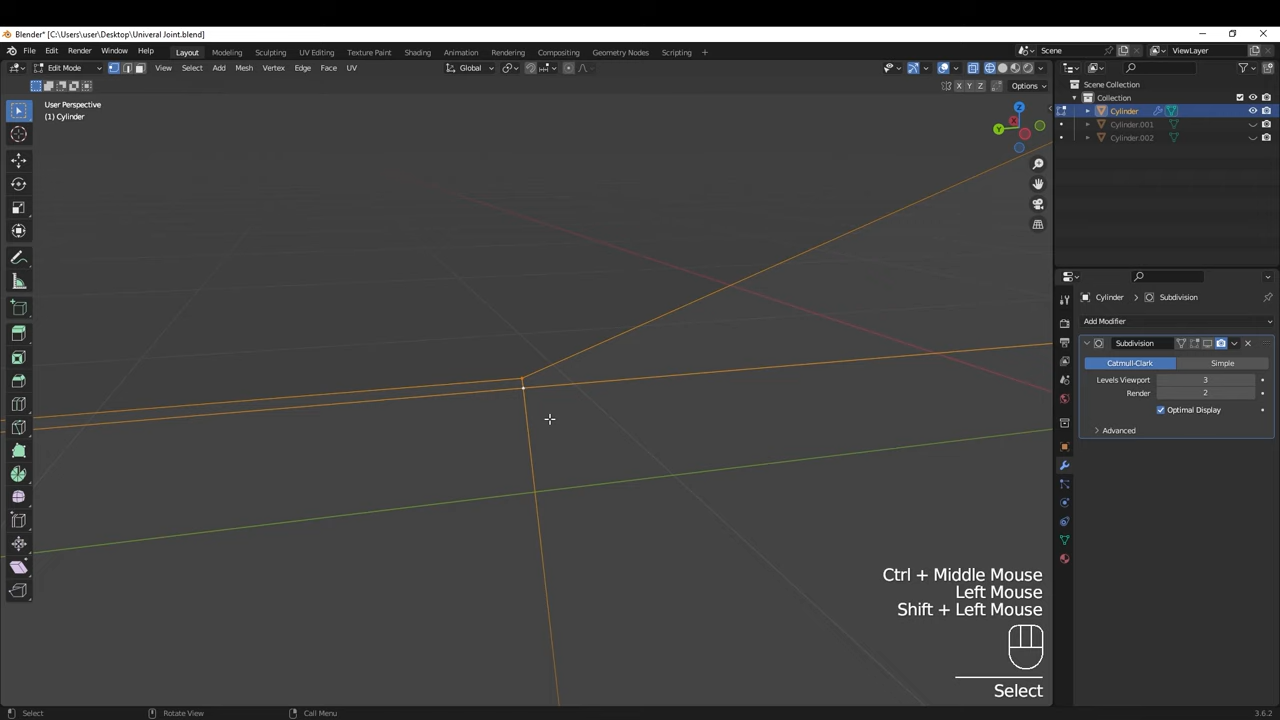 Blender* [C:\Users\user\Desktop\Univeral Joint.blend]
File Edit Render Window Help Layout Modeling Sculpting UV Editing Texture Paint Shading Animation Rendering Compositing Geometry Nodes Scripting + Scene ViewLayer
Edit Mode View Select Add Mesh Vertex Edge Face UV Global
X Y Z Options
User Perspective
(1) Cylinder
Z
Y
X
Scene Collection
Collection
Cylinder
Cylinder.001
Cylinder.002
Cylinder > Subdivision
Add Modifier
Subdivision
Catmull-Clark Simple
Levels Viewport 3
Render 2
Optimal Display
Advanced
Ctrl + Middle Mouse
Left Mouse
Shift + Left Mouse
Select
Select Rotate View Call Menu 3.6.2